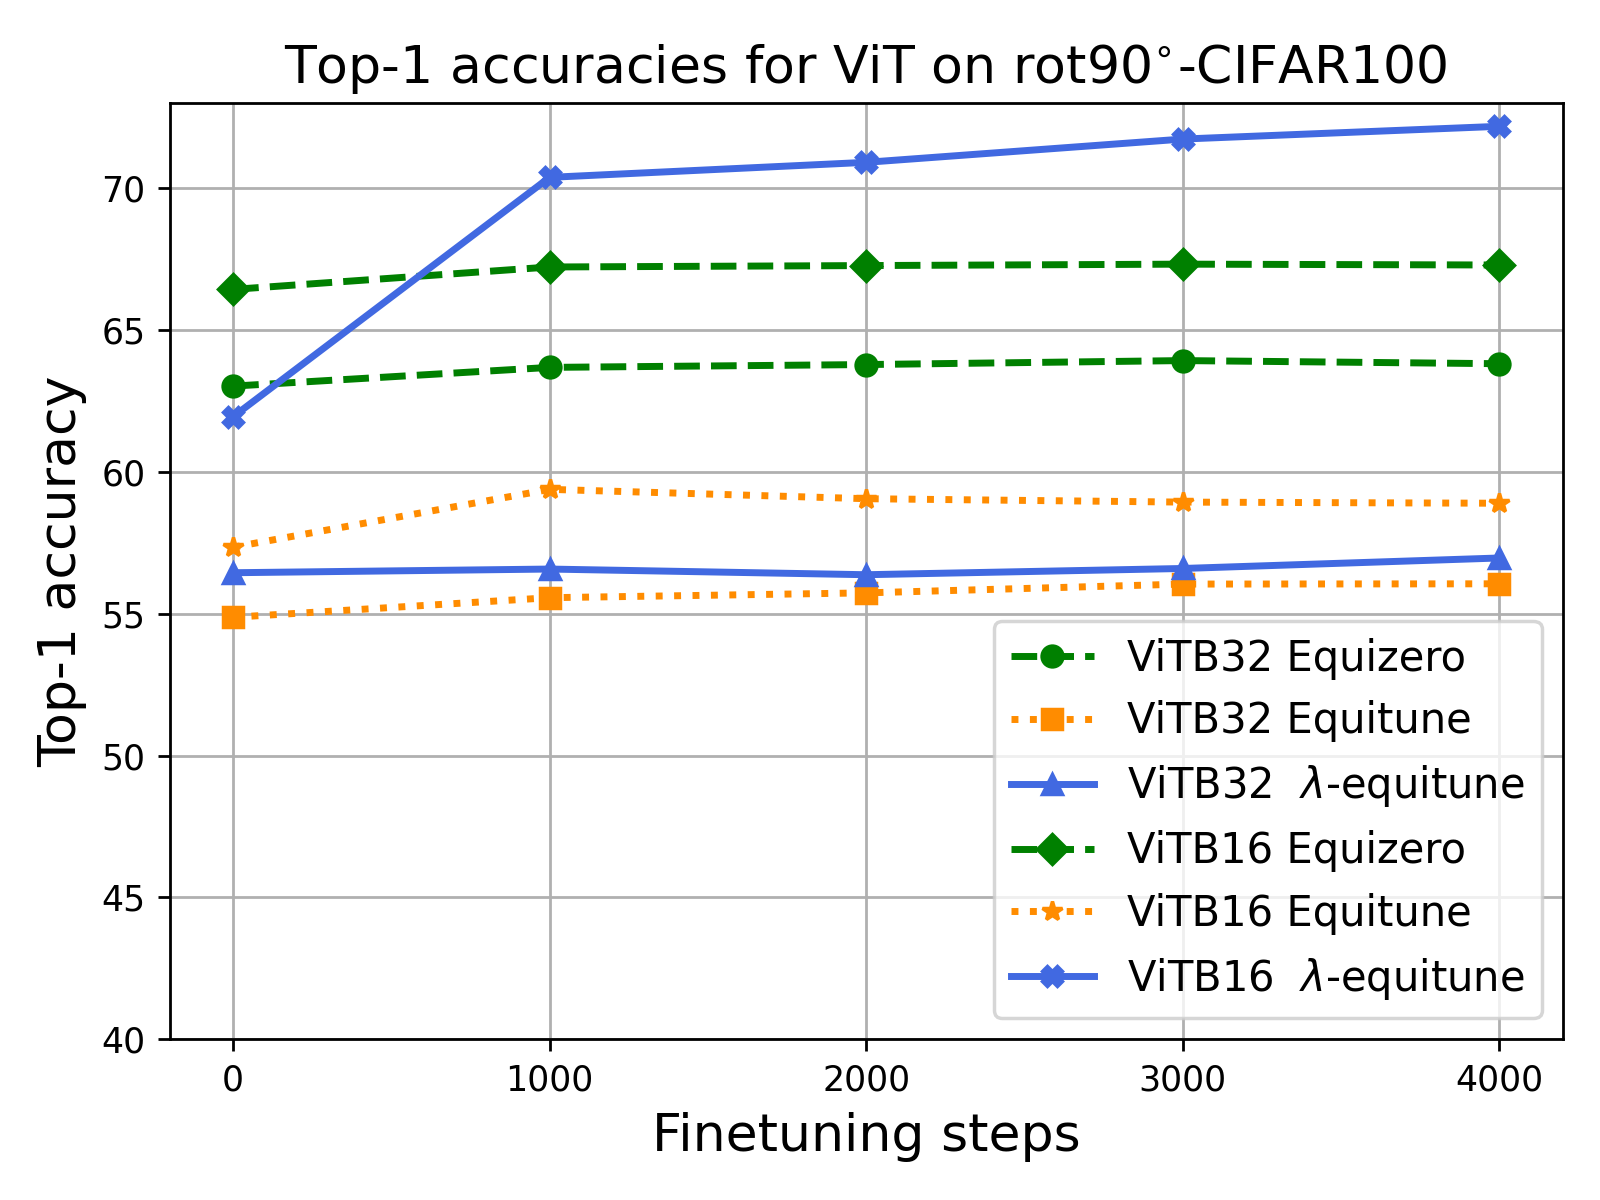 Top-1 accuracies for ViT on rot90°-CIFAR100
Top-1 accuracy
70
65
60
55
50
45
40
0 1000 2000 3000 4000
Finetuning steps
ViTB32 Equizero
ViTB32 Equitune
ViTB32 λ-equitune
ViTB16 Equizero
ViTB16 Equitune
ViTB16 λ-equitune